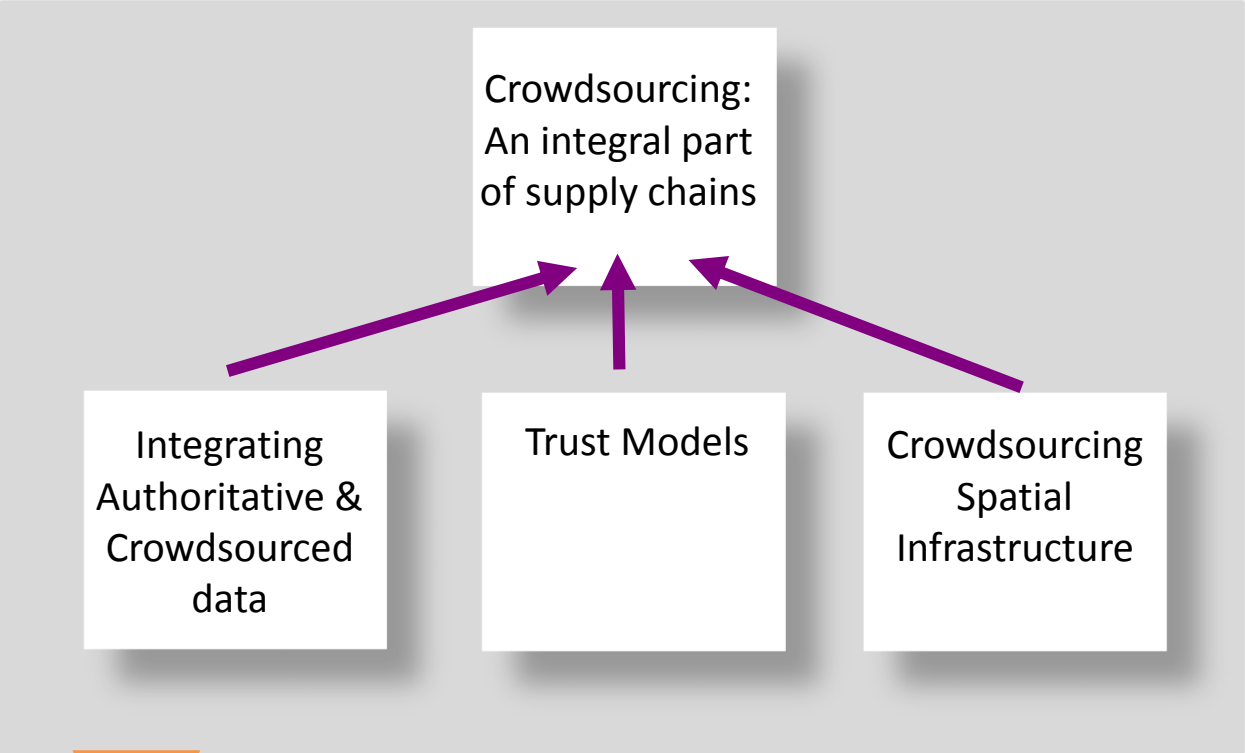 Crowdsourcing:
An integral part
of supply chains
Integrating
Authoritative &
Crowdsourced
data
Trust Models
Crowdsourcing
Spatial
Infrastructure